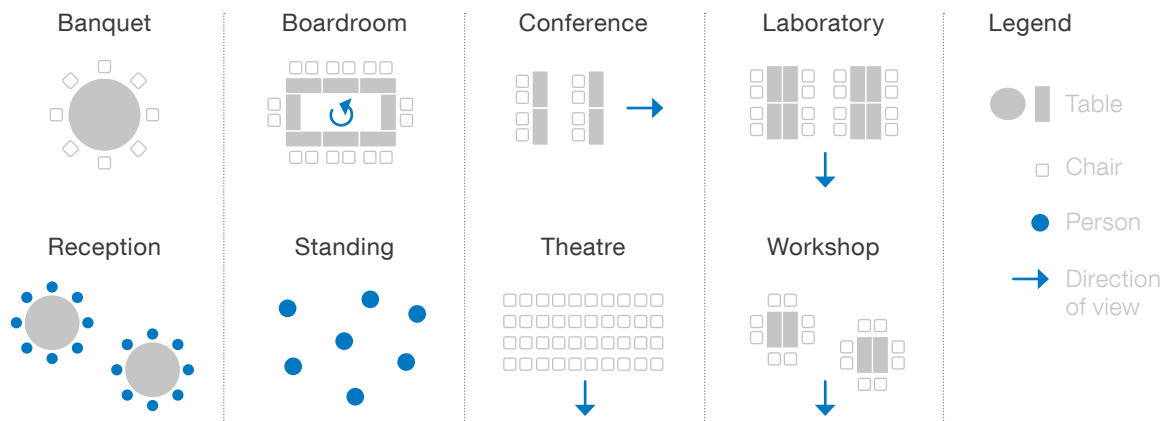 Banquet
Boardroom
Conference
Laboratory
Legend
Table
Chair
Reception
Standing
Theatre
Workshop
Person
Direction
of view